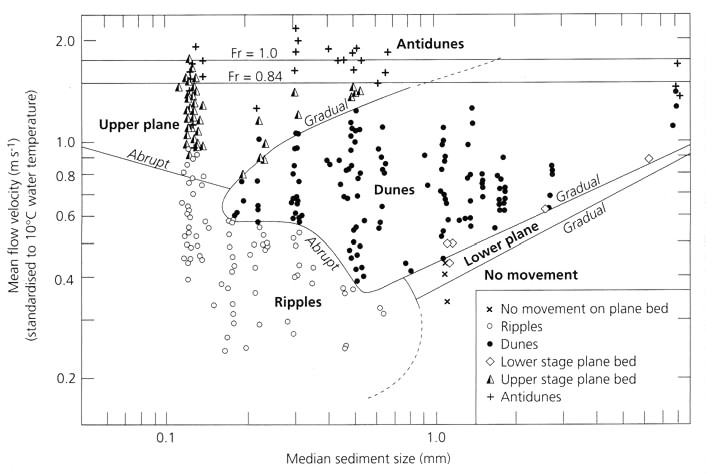 2.0
Antidunes
Fr = 1.0
Fr = 0.84
Gradual
Upper plane
1.0
Abrupt
0.8
Dunes
Gradual
0.6
Lower plane
Gradual
Abrupt
No movement
0.4
Ripples
× No movement on plane bed
○ Ripples
● Dunes
◇ Lower stage plane bed
Upper stage plane bed
+ Antidunes
0.2
0.1
1.0
Median sediment size (mm)
Mean flow velocity (m s⁻¹)
(standardised to 10°C water temperature)